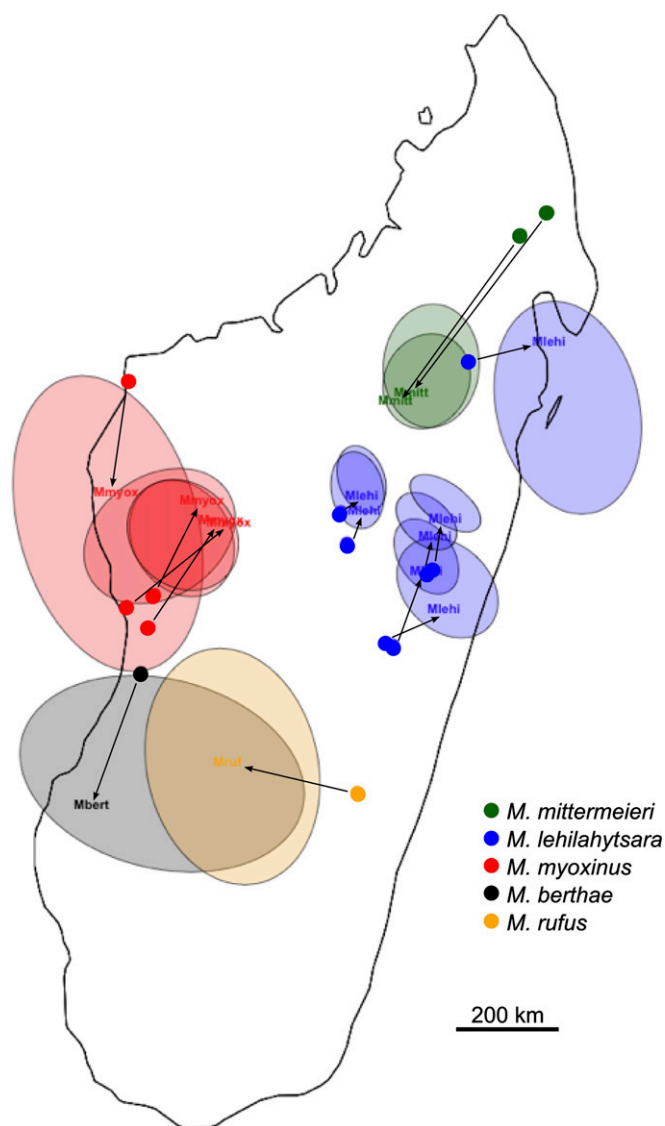 Mlehi
Mmitt
Mmitt
Mmyox
Mlehi
Mmyox
Mlehi
Mlehi
Mmyox
Mlehi
Mlehi
Mlehi
Mruf
Mbert
M. mittermeieri
M. lehilahytsara
M. myoxinus
M. berthae
M. rufus
200 km